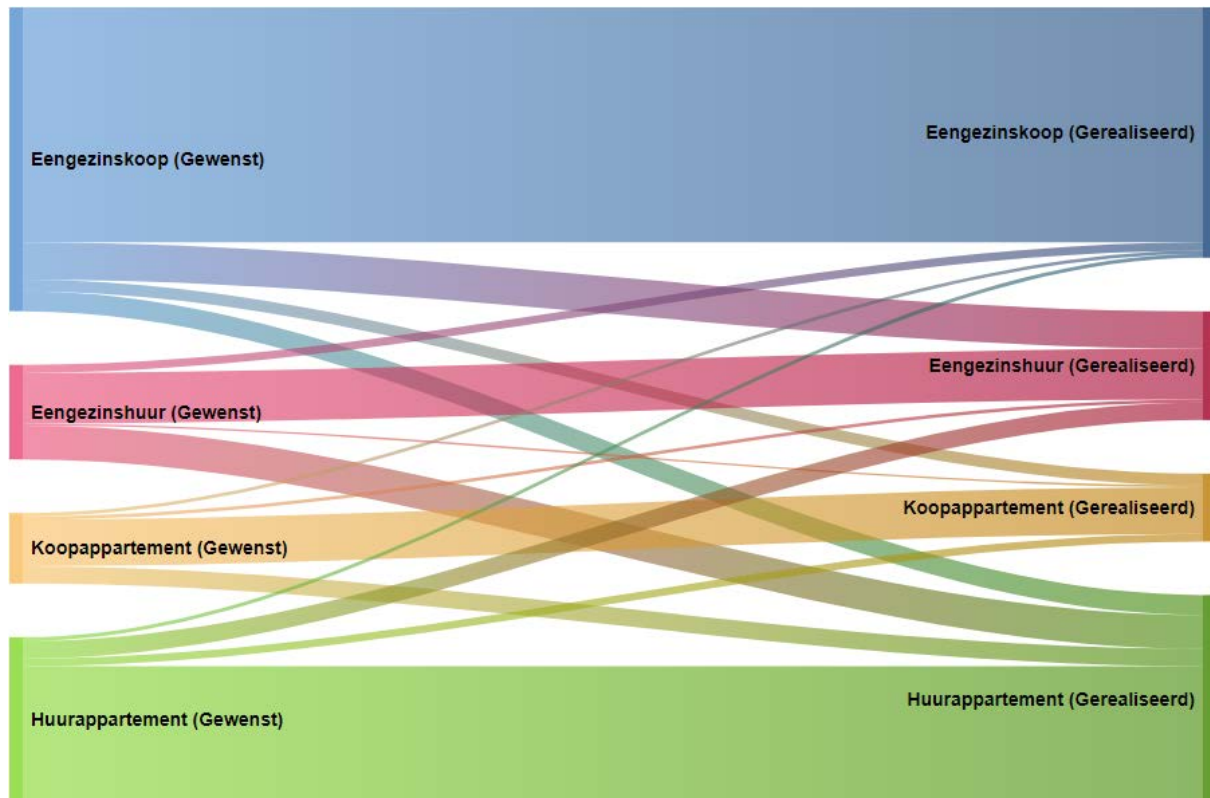 Eengezinskoop (Gewenst)
Eengezinskoop (Gerealiseerd)
Eengezinshuur (Gewenst)
Eengezinshuur (Gerealiseerd)
Koopappartement (Gewenst)
Koopappartement (Gerealiseerd)
Huurappartement (Gewenst)
Huurappartement (Gerealiseerd)